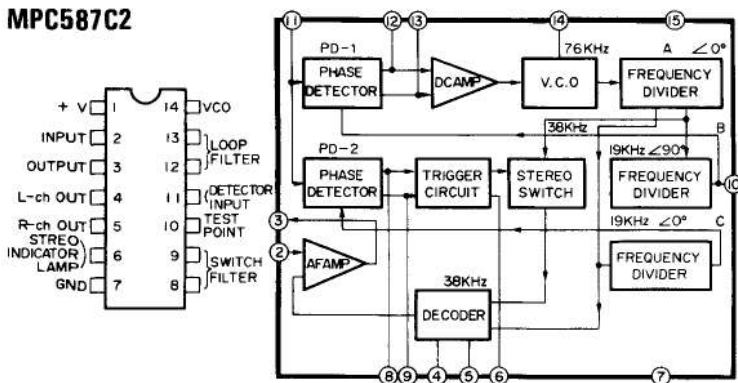 MPC587C2
+ V 1 14 VCO
INPUT 2 13 LOOP
OUTPUT 3 12 FILTER
L-ch OUT 4 11 DETECTOR INPUT
R-ch OUT 5 10 TEST POINT
STREO INDICATOR LAMP 6 9 SWITCH
GND 7 8 FILTER
11 12 13 14 15
PD-1 76KHz A ∠0°
PHASE DETECTOR
DCAMP
V.C.O
FREQUENCY DIVIDER
38KHz B
PD-2 19KHz ∠90°
PHASE DETECTOR
TRIGGER CIRCUIT
STEREO SWITCH
FREQUENCY DIVIDER
10
3
19KHz ∠0° C
2
AFAMP
FREQUENCY DIVIDER
38KHz
DECODER
8 9 4 5 6 7